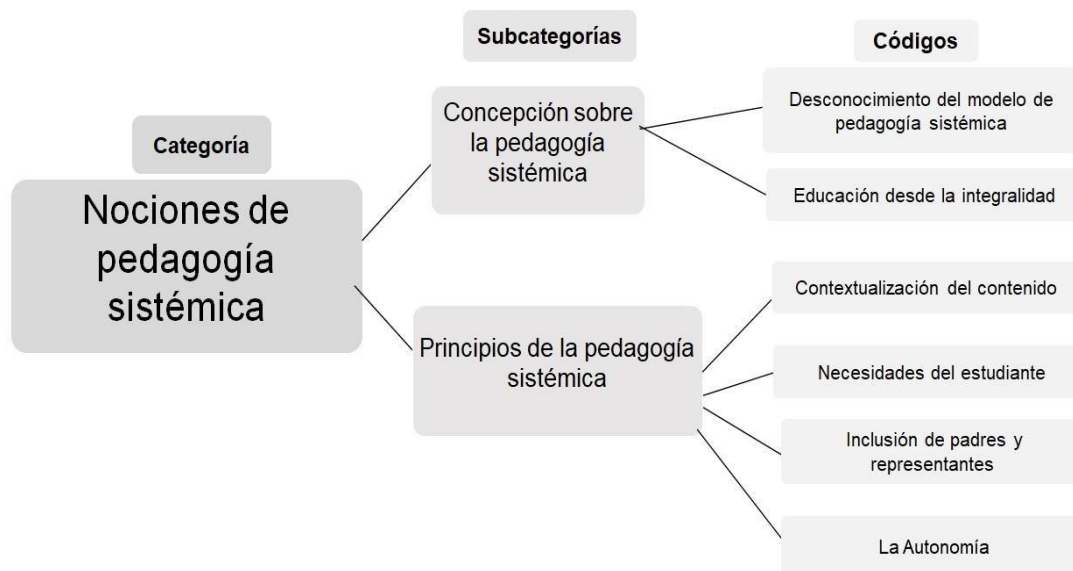 Subcategorías
Códigos
Categoría
Nociones de
pedagogía
sistémica
Concepción sobre
la pedagogía
sistémica
Desconocimiento del modelo de
pedagogía sistémica
Educación desde la integralidad
Principios de la pedagogía
sistémica
Contextualización del contenido
Necesidades del estudiante
Inclusión de padres y
representantes
La Autonomía